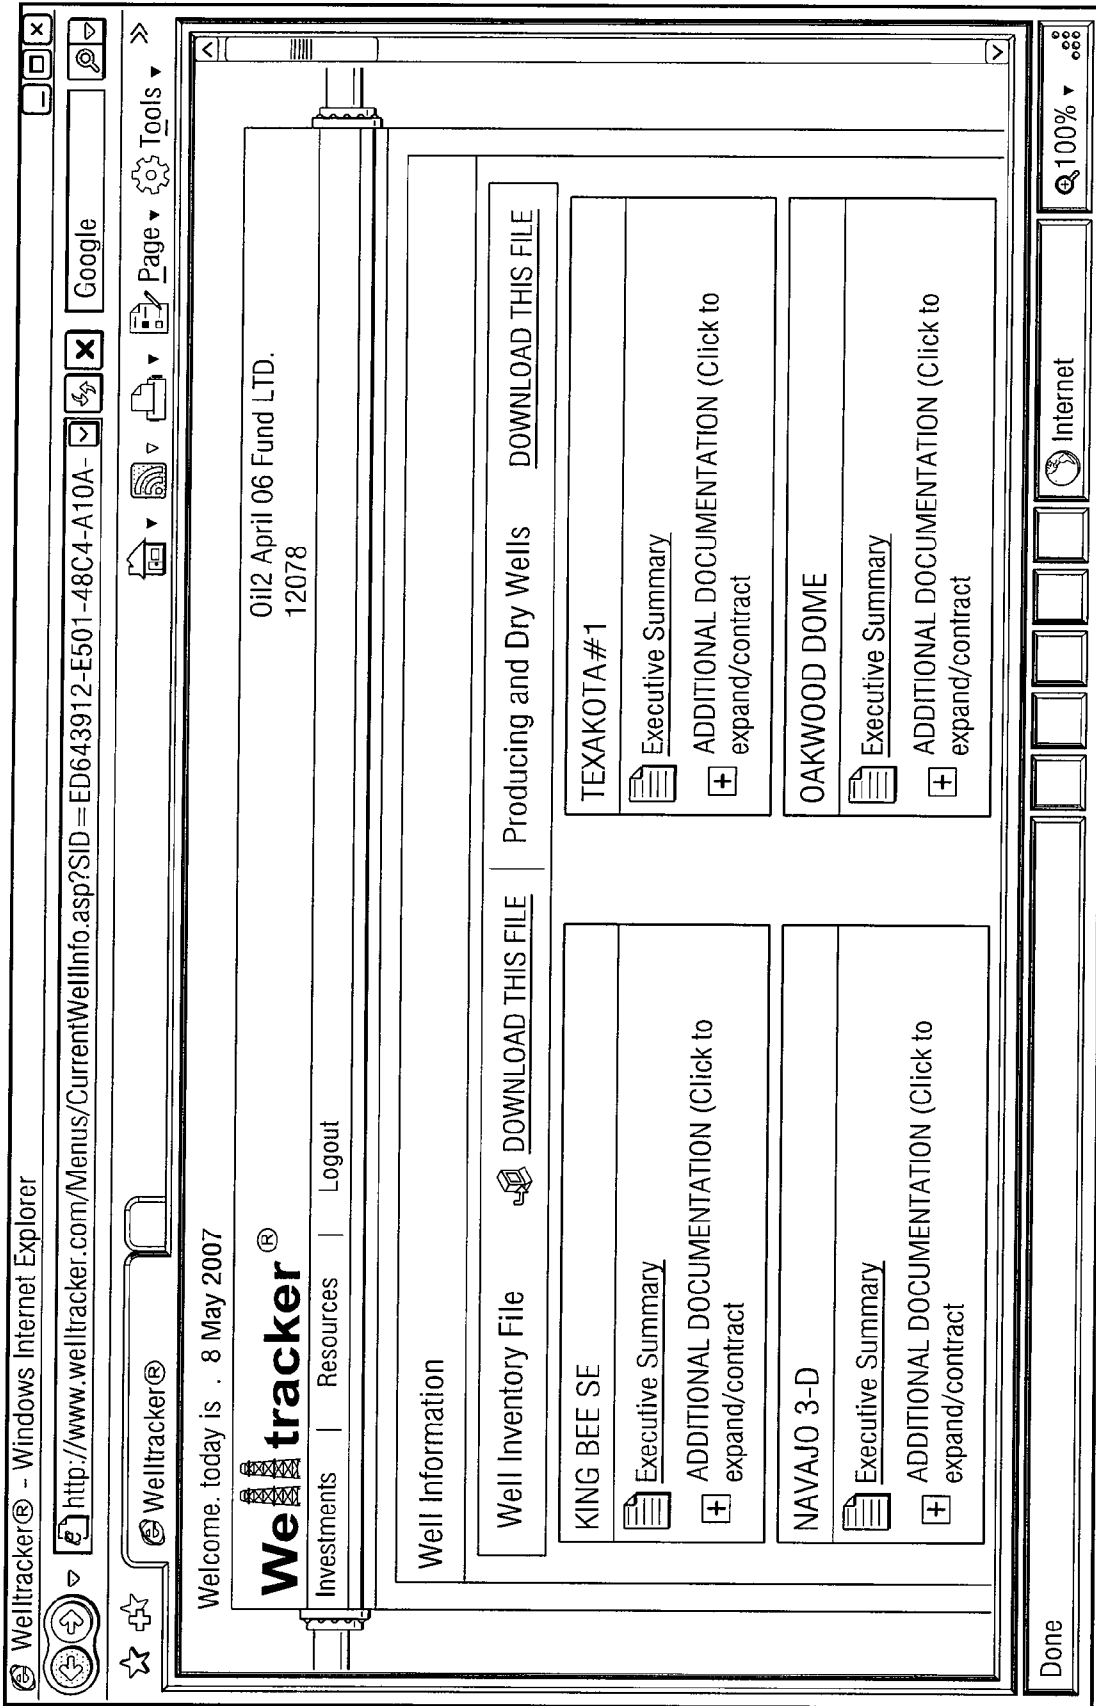 Welltracker® - Windows Internet Explorer
http://www.welltracker.com/Menus/CurrentWellInfo.asp?SID=ED643912-E501-48C4-A10A-
Google
Welltracker®
Page
Tools
Welcome. today is . 8 May 2007
Welltracker®
Oil2 April 06 Fund LTD.
12078
Investments | Resources | Logout
Well Information
Well Inventory File DOWNLOAD THIS FILE | Producing and Dry Wells DOWNLOAD THIS FILE
KING BEE SE
Executive Summary
ADDITIONAL DOCUMENTATION (Click to
expand/contract
TEXAKOTA#1
Executive Summary
ADDITIONAL DOCUMENTATION (Click to
expand/contract
NAVAJO 3-D
Executive Summary
ADDITIONAL DOCUMENTATION (Click to
expand/contract
OAKWOOD DOME
Executive Summary
ADDITIONAL DOCUMENTATION (Click to
expand/contract
Done
Internet
100%